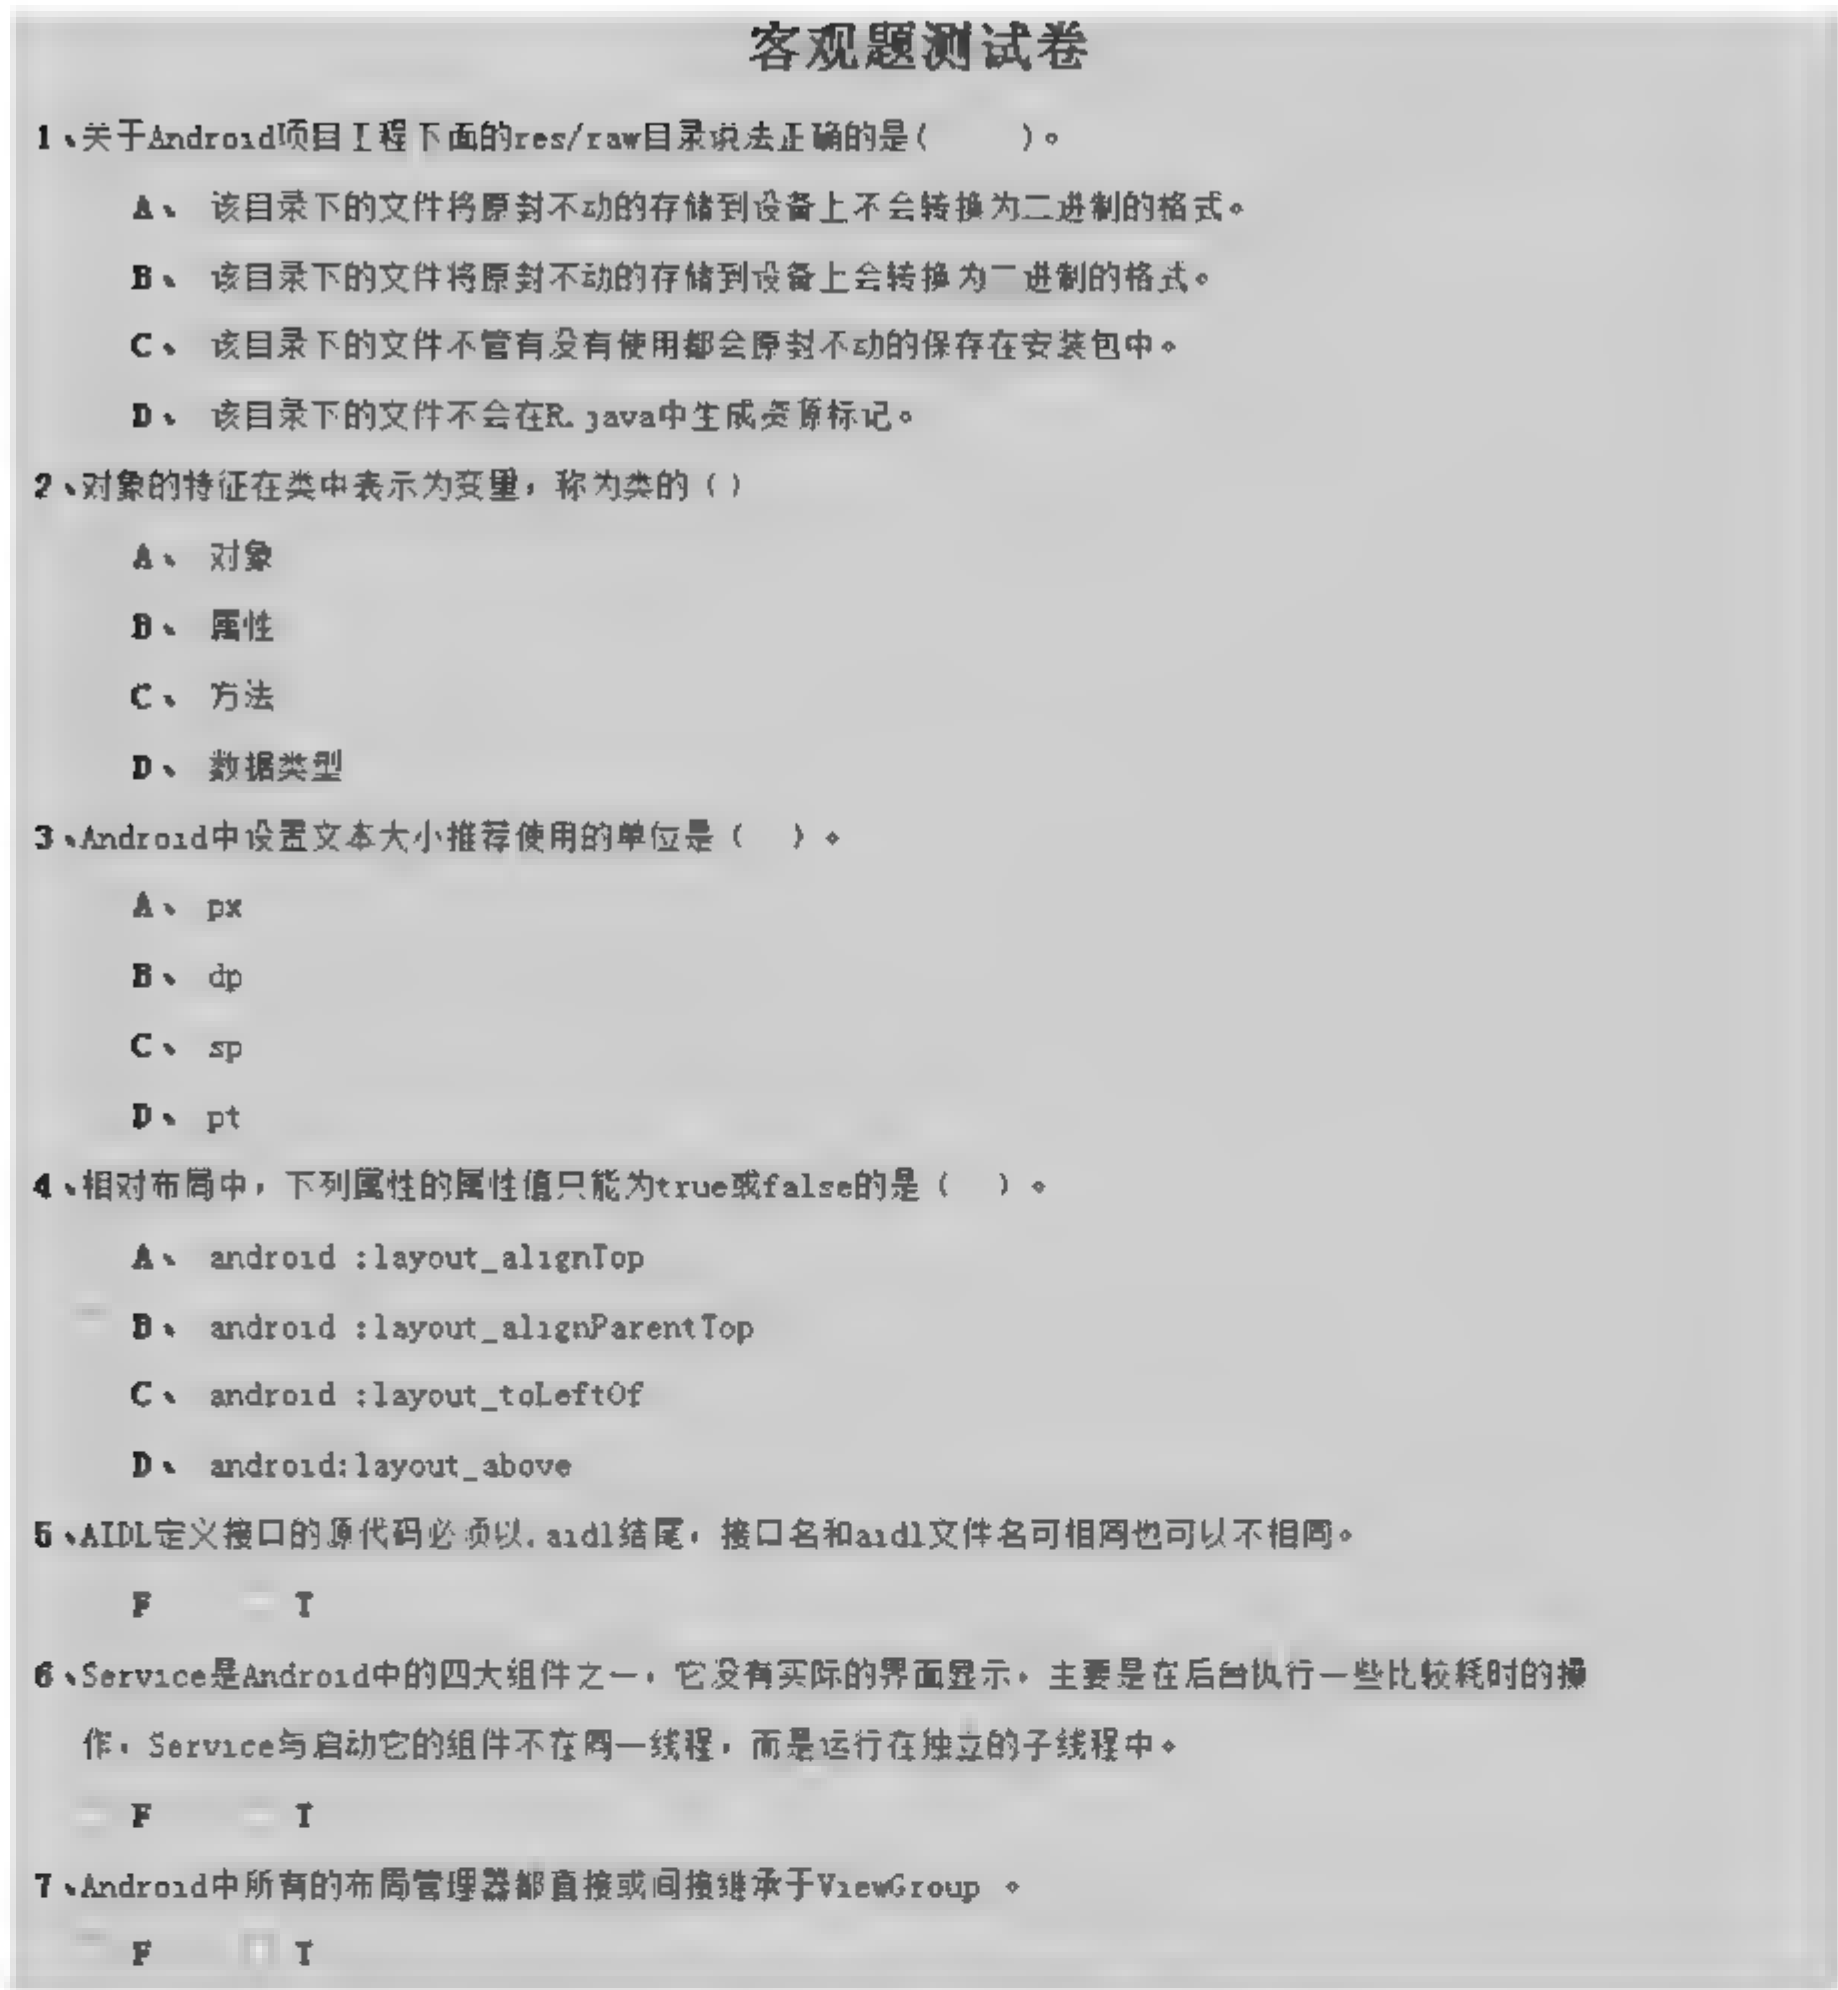 客观题测试卷
1、关于Android项目工程下面的res/raw目录说法正确的是( )。
A、 该目录下的文件将原封不动的存储到设备上不会转换为二进制的格式。
B、 该目录下的文件将原封不动的存储到设备上会转换为二进制的格式。
C、 该目录下的文件不管有没有使用都会原封不动的保存在安装包中。
D、 该目录下的文件不会在R.java中生成资源标记。
2、对象的特征在类中表示为变量，称为类的（）
A、 对象
B、 属性
C、 方法
D、 数据类型
3、Android中设置文本大小推荐使用的单位是（ ）。
A、 px
B、 dp
C、 sp
D、 pt
4、相对布局中，下列属性的属性值只能为true或false的是（ ）。
A、 android :layout_alignTop
B、 android :layout_alignParentTop
C、 android :layout_toLeftOf
D、 android:layout_above
5、AIDL定义接口的原代码必须以.aidl结尾，接口名和aidl文件名可相同也可以不相同。
F T
6、Service是Android中的四大组件之一，它没有实际的界面显示，主要是在后台执行一些比较耗时的操
作，Service与启动它的组件不在同一线程，而是运行在独立的子线程中。
F T
7、Android中所有的布局管理器都直接或间接继承于ViewGroup 。
F T